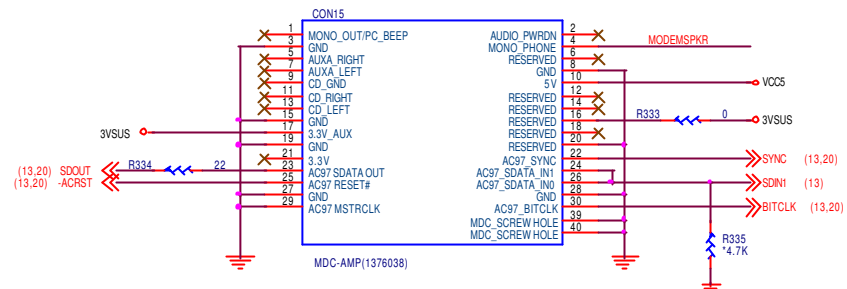 CON15
1 MONO_OUT/PC_BEEP AUDIO_PWRDN 2
3 GND MONO_PHONE 4 MODEMSPKR
5 AUXA_RIGHT RESERVED 6
7 AUXA_LEFT GND 8
9 CD_GND 5V 10 VCC5
11 CD_RIGHT RESERVED 12
13 CD_LEFT RESERVED 14
15 GND RESERVED 16 R333 0 3VSUS
3VSUS 17 3.3V_AUX RESERVED 18
19 GND RESERVED 20
21 3.3V AC97_SYNC 22 SYNC (13,20)
(13,20) SDOUT R334 22 23 AC97 SDATA OUT AC97_SDATA_IN1 24
(13,20) -ACRST 25 AC97 RESET# AC97_SDATA_IN0 26 SDIN1 (13)
27 GND GND 28
29 AC97 MSTRCLK AC97_BITCLK 30 BITCLK (13,20)
MDC_SCREW HOLE 39
MDC_SCREW HOLE 40
R335
*4.7K
MDC-AMP(1376038)